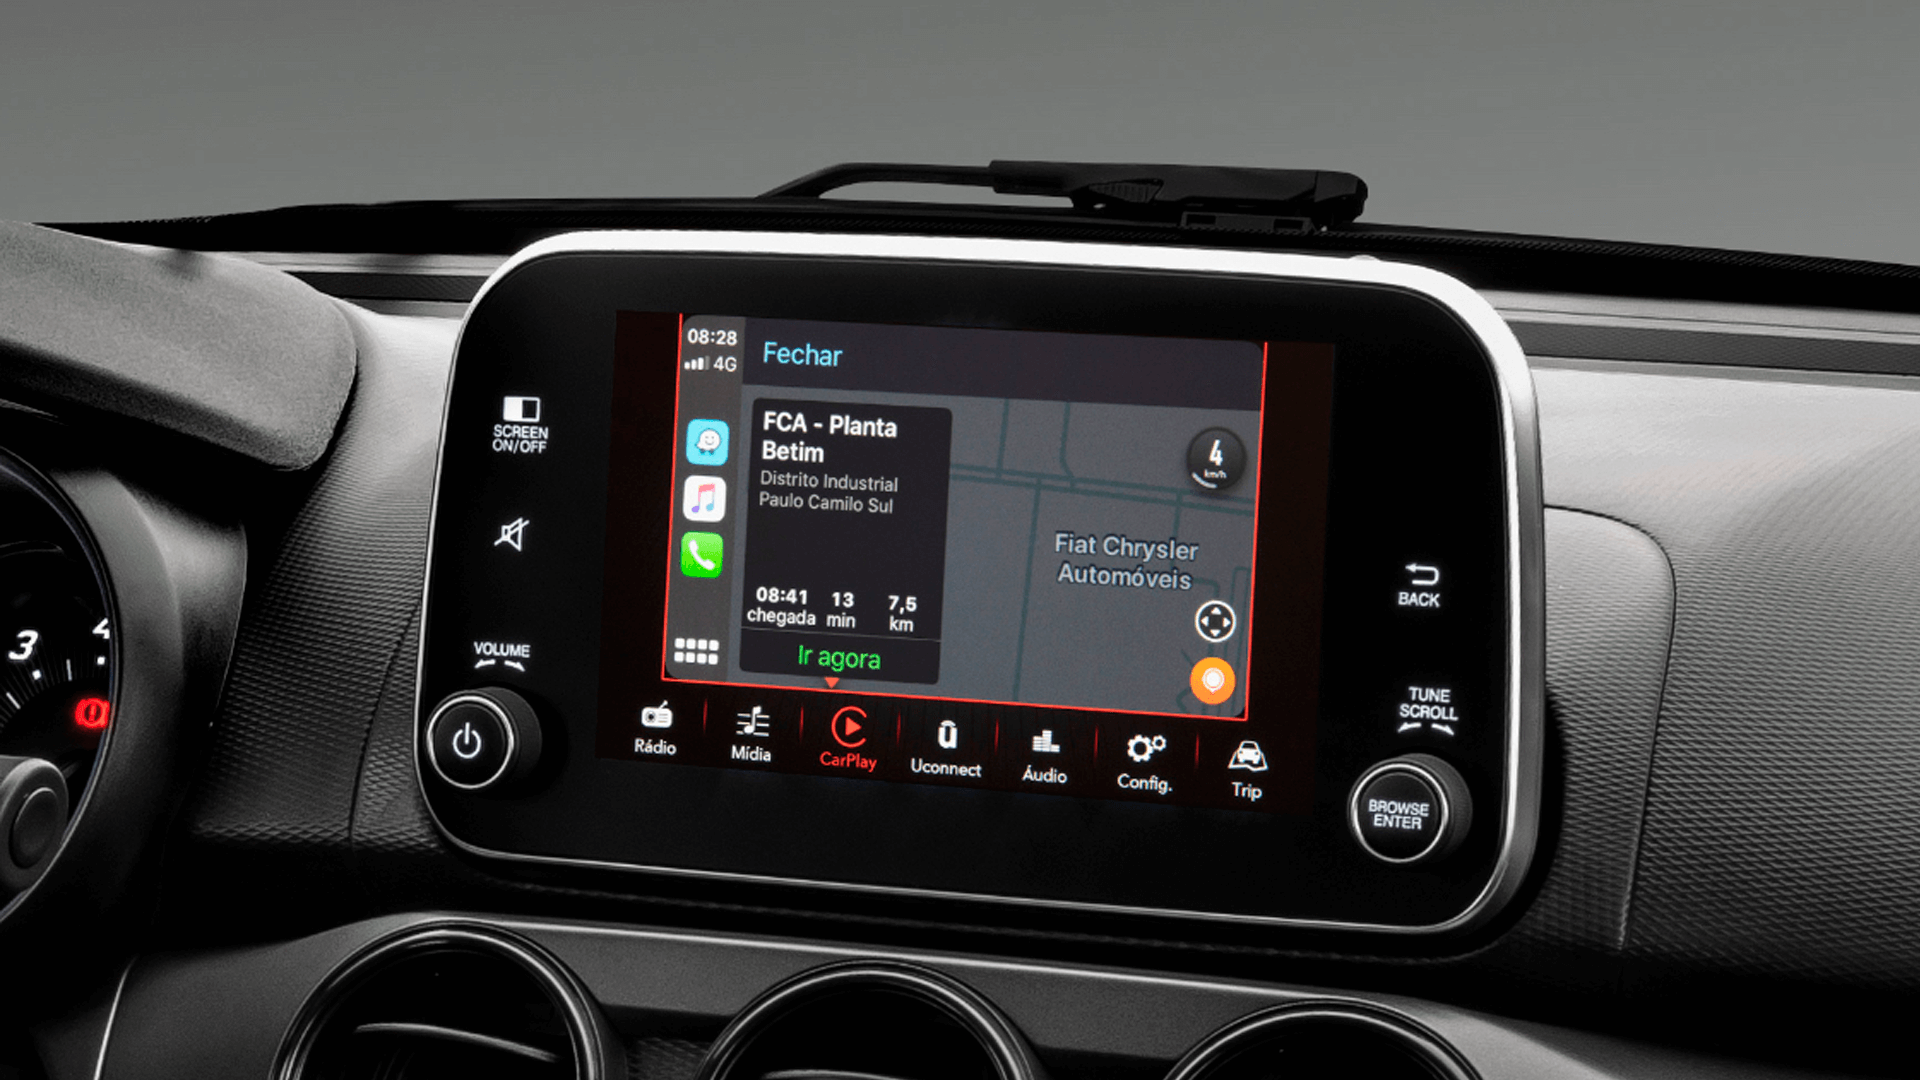 08:28
4G
Fechar
FCA - Planta
Betim
Distrito Industrial
Paulo Camilo Sul
08:41 13 7,5
chegada min km
Ir agora
4
km/h
Fiat Chrysler
Automóveis
SCREEN
ON/OFF
VOLUME
BACK
TUNE
SCROLL
BROWSE
ENTER
Rádio
Mídia
CarPlay
Uconnect
Áudio
Config.
Trip
3
4